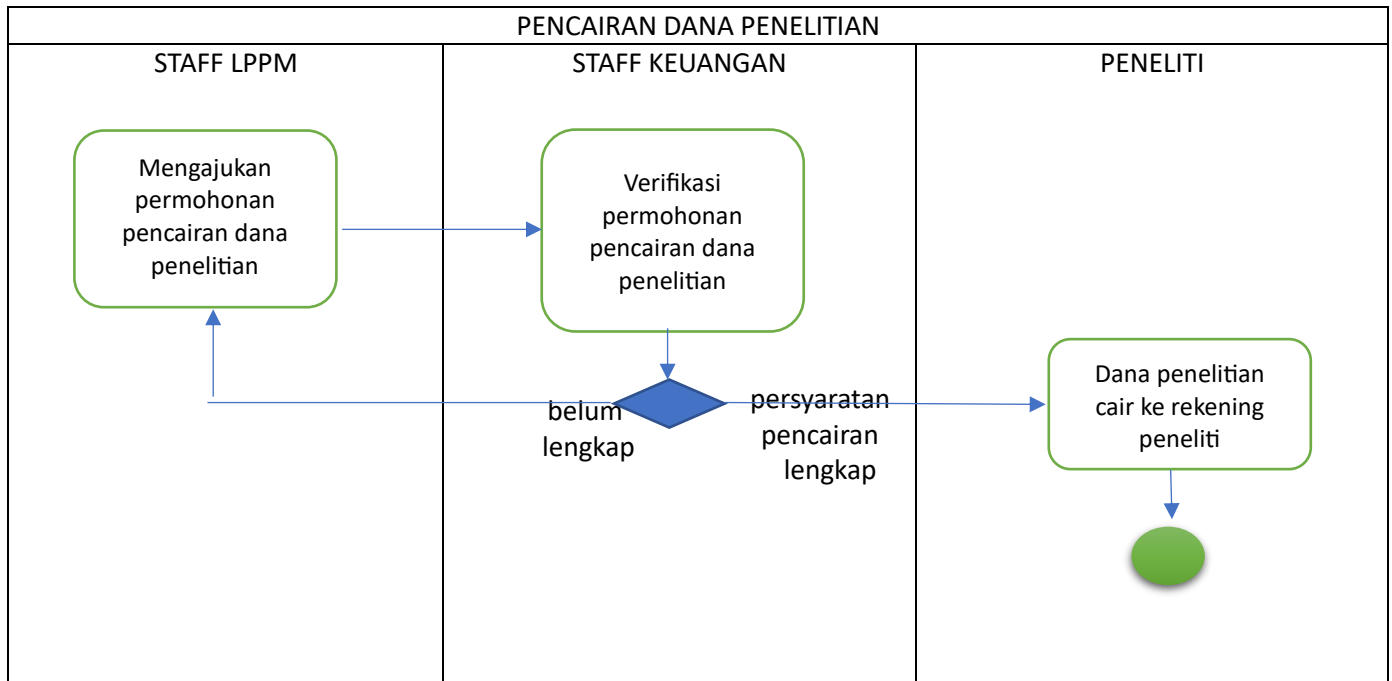 PENCAIRAN DANA PENELITIAN
STAFF LPPM
STAFF KEUANGAN
PENELITI
Mengajukan
permohonan
pencairan dana
penelitian
Verifikasi
permohonan
pencairan dana
penelitian
belum
lengkap
persyaratan
pencairan
lengkap
Dana penelitian
cair ke rekening
peneliti